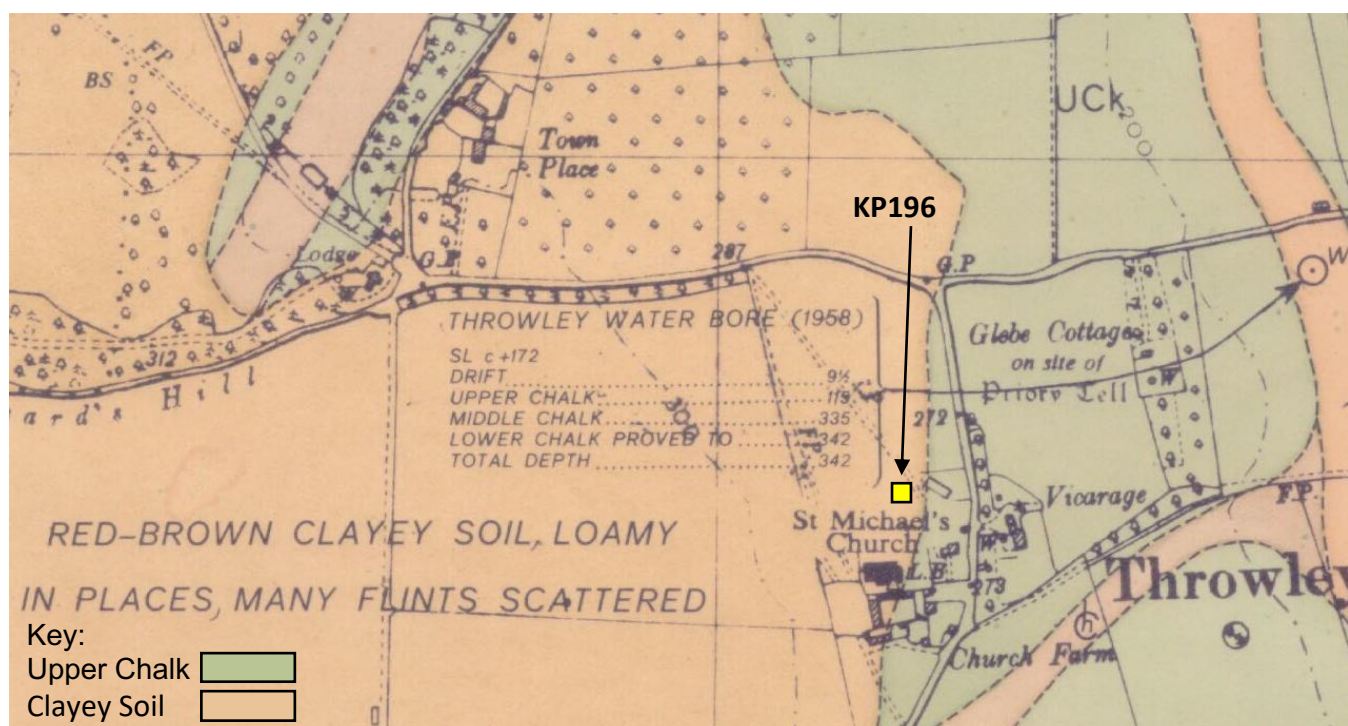 FP
BS
UCk
Town
Place
KP196
Lodge
G.P
287
G.P
W
THROWLEY WATER BORE (1958)
SL c +172
DRIFT 9½
UPPER CHALK 119
MIDDLE CHALK 335
LOWER CHALK PROVED TO 342
TOTAL DEPTH 342
Glebe Cottages
on site of
Priory Cell
W
312
ard's Hill
300
272
F.P.
Vicarage
St Michael's
Church
RED-BROWN CLAYEY SOIL, LOAMY
IN PLACES, MANY FLINTS SCATTERED
L.B
273
Throwley
h
Church Farm
Key:
Upper Chalk
Clayey Soil